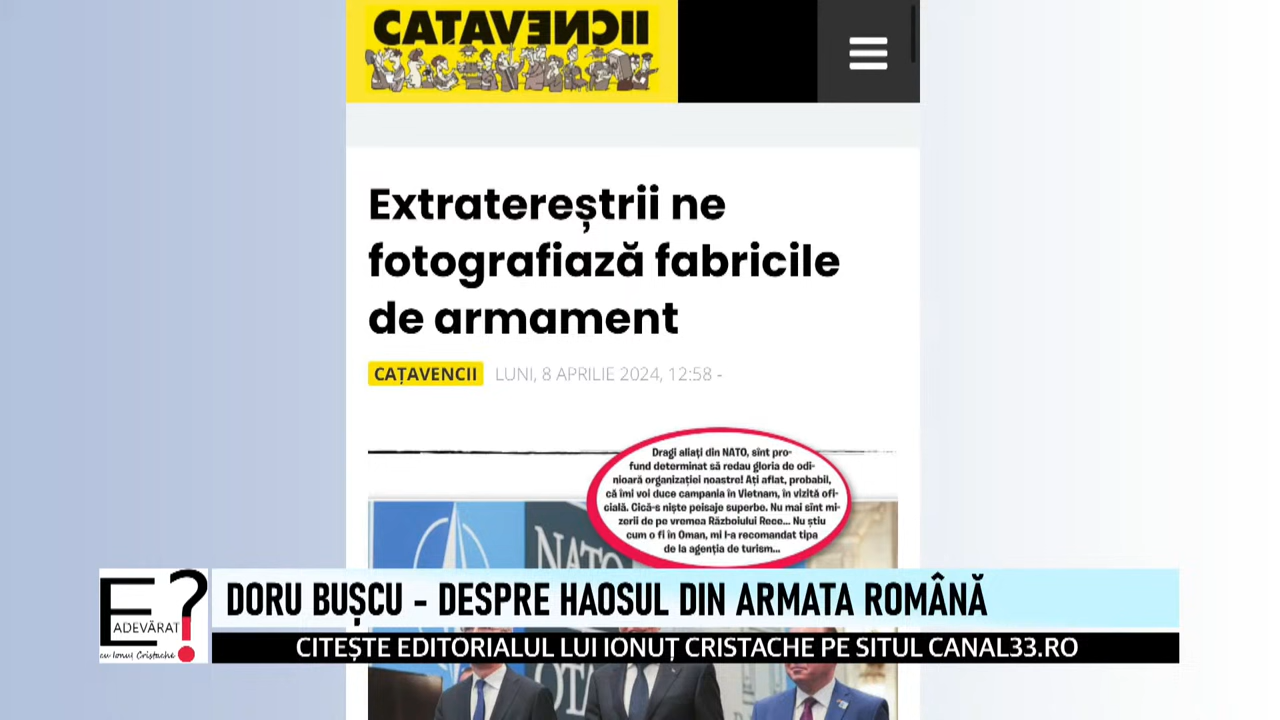 CAȚAVENCII
Extratereștrii ne
fotografiază fabricile
de armament
CAȚAVENCII LUNI, 8 APRILIE 2024, 12:58 -
Dragi aliați din NATO, sînt pro-
fund determinat să redau gloria de odi-
nioară organizației noastre! Ați aflat, probabil,
că îmi voi duce campania în Vietnam, în vizită ofi-
cială. Cică-s niște peisaje superbe. Nu mai sînt mi-
zerii de pe vremea Războiului Rece... Nu știu
cum o fi în Oman, mi l-a recomandat tipa
de la agenția de turism...
NATO
OTAN
E?
ADEVĂRAT
cu Ionuț Cristache
DORU BUȘCU - DESPRE HAOSUL DIN ARMATA ROMÂNĂ
CITEȘTE EDITORIALUL LUI IONUȚ CRISTACHE PE SITUL CANAL33.RO